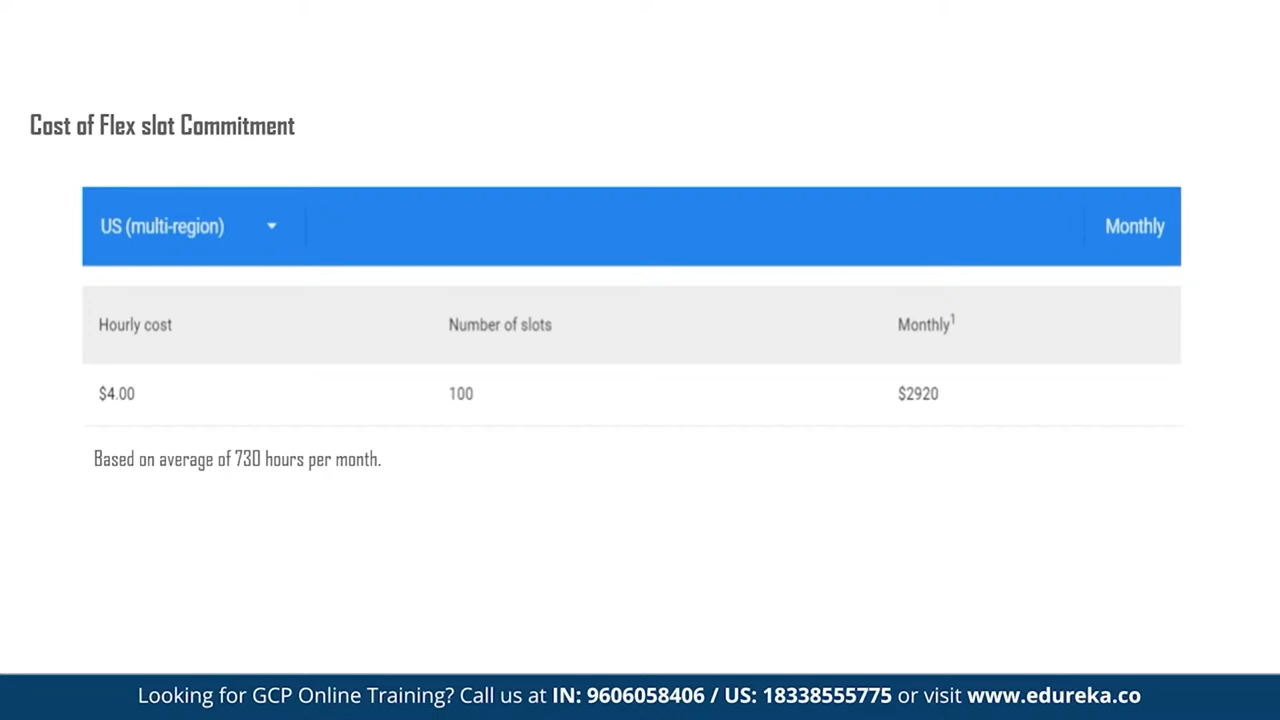 Cost of Flex slot Commitment
US (multi-region) Monthly
Hourly cost Number of slots Monthly¹
$4.00 100 $2920
Based on average of 730 hours per month.
Looking for GCP Online Training? Call us at IN: 9606058406 / US: 18338555775 or visit www.edureka.co